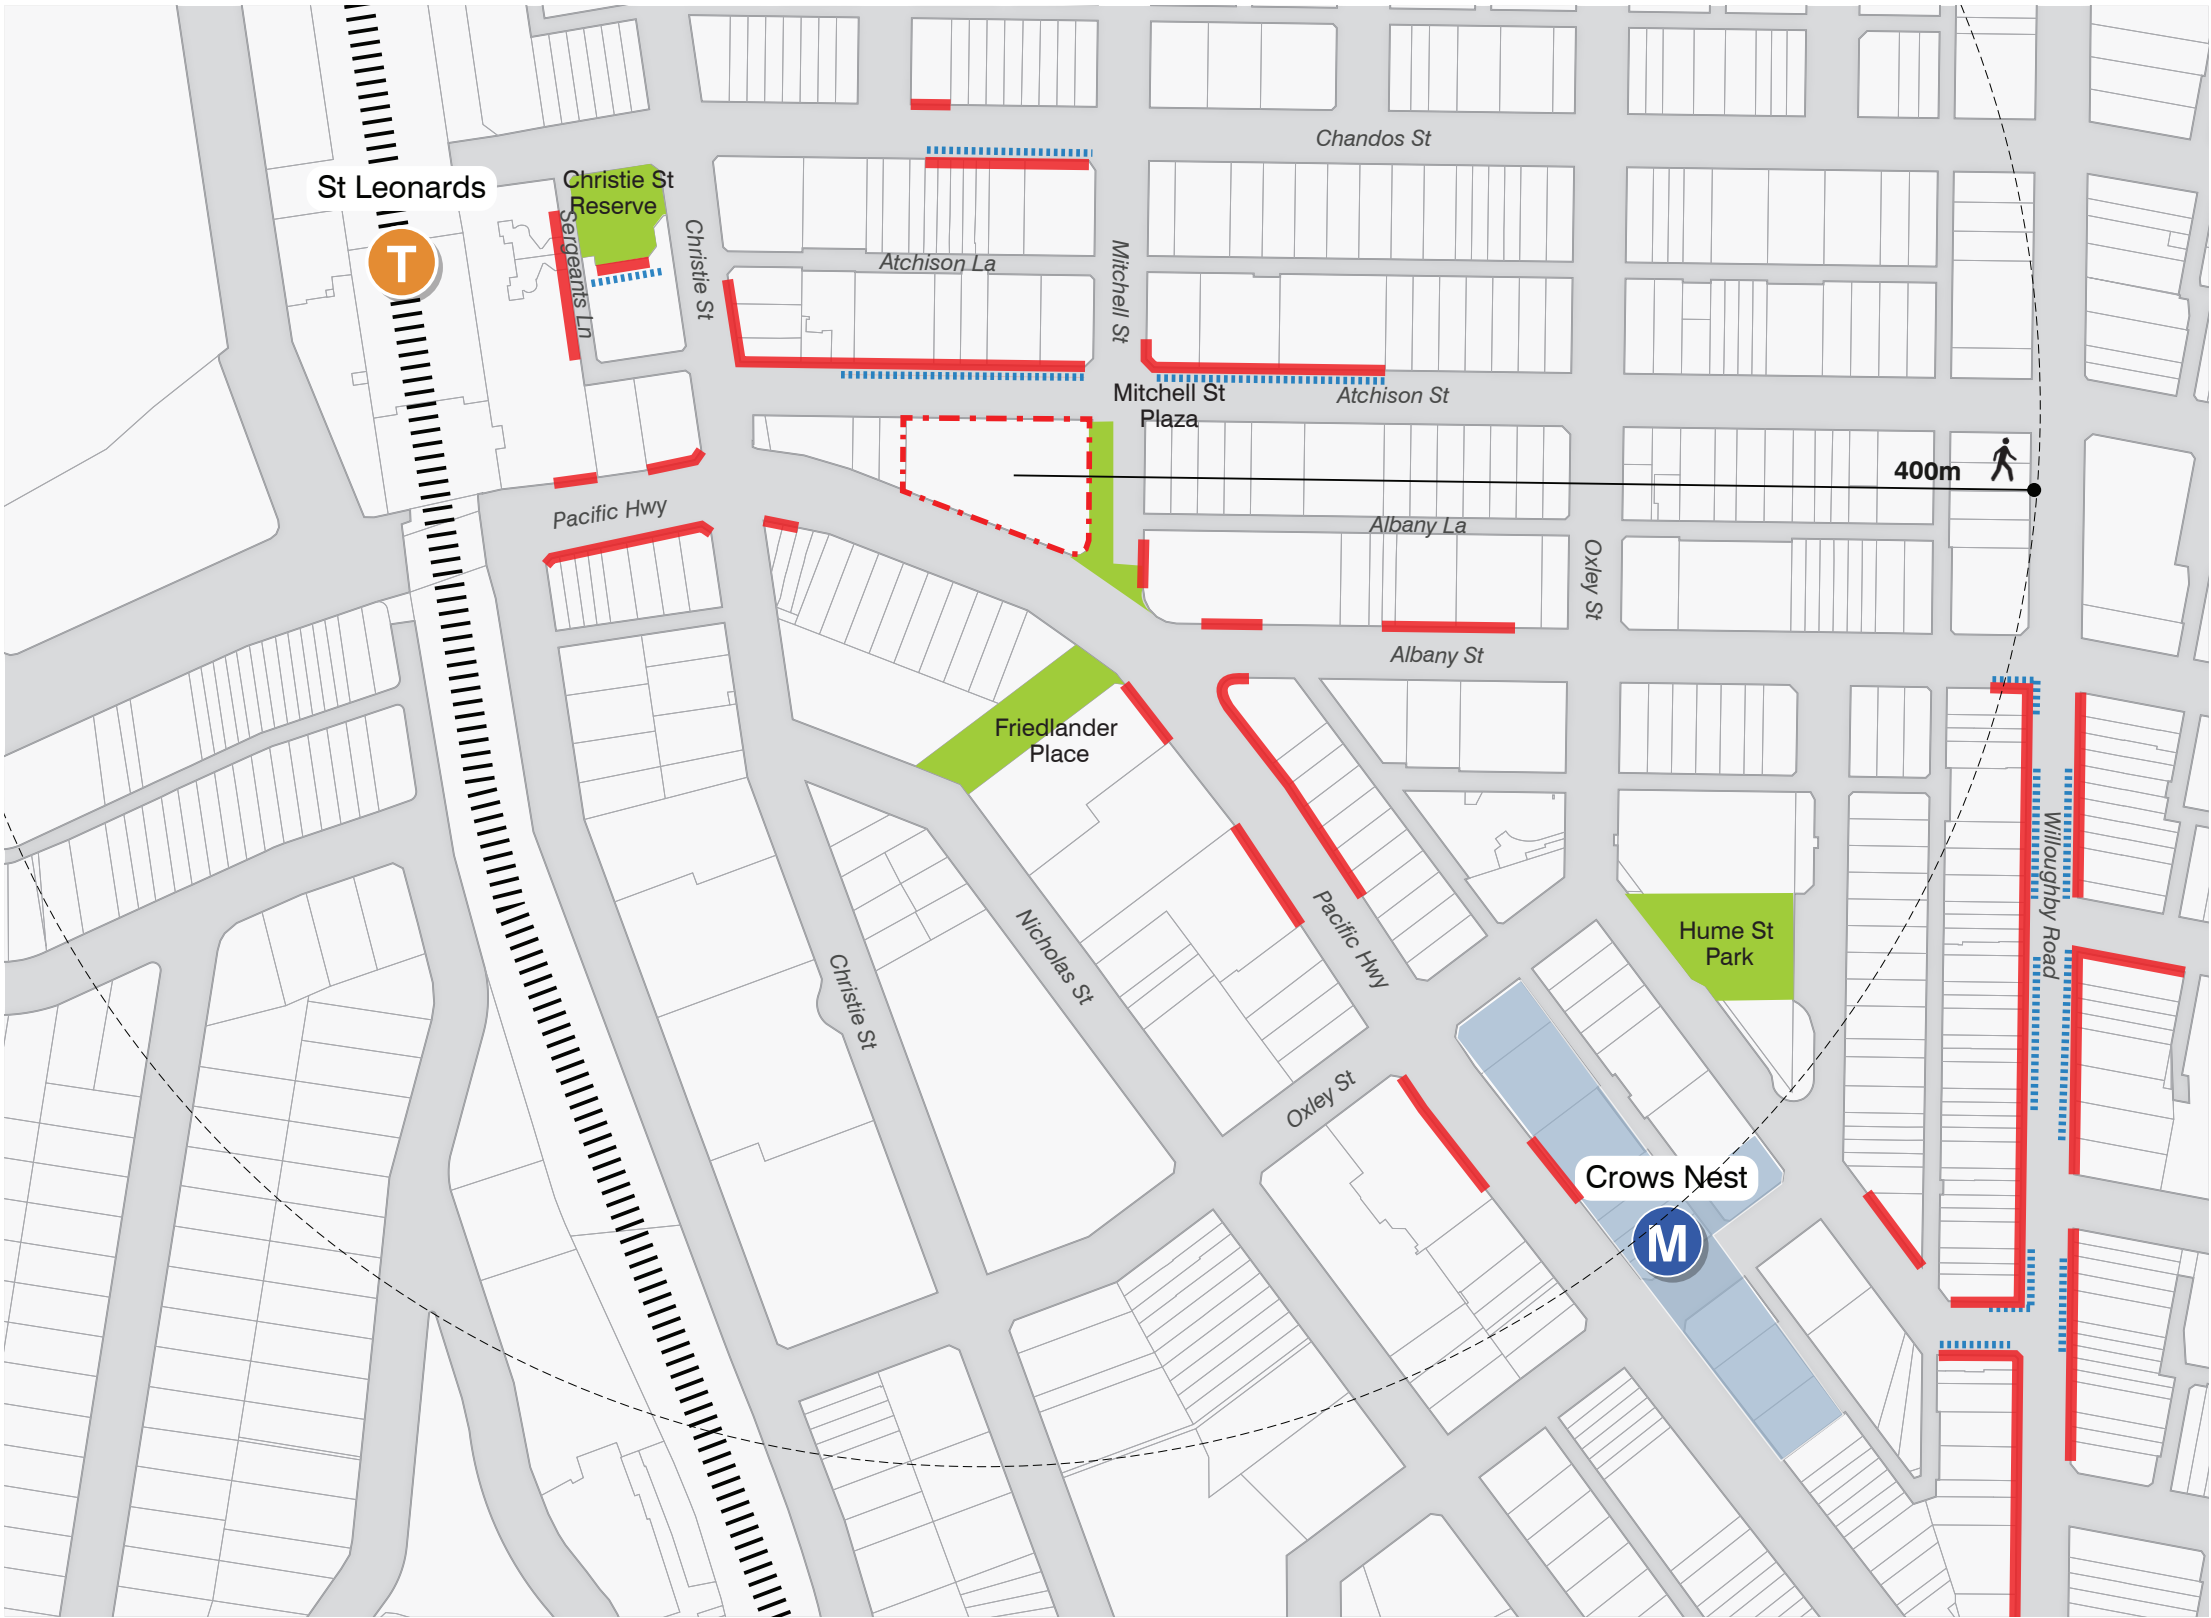 Chandos St
St Leonards
T
Christie St
Reserve
Sergeants Ln
Christie St
Atchison La
Mitchell St
Mitchell St
Plaza
Atchison St
400m
Pacific Hwy
Albany La
Oxley St
Albany St
Friedlander
Place
Willoughby Road
Hume St
Park
Pacific Hwy
Nicholas St
Christie St
Oxley St
Crows Nest
M